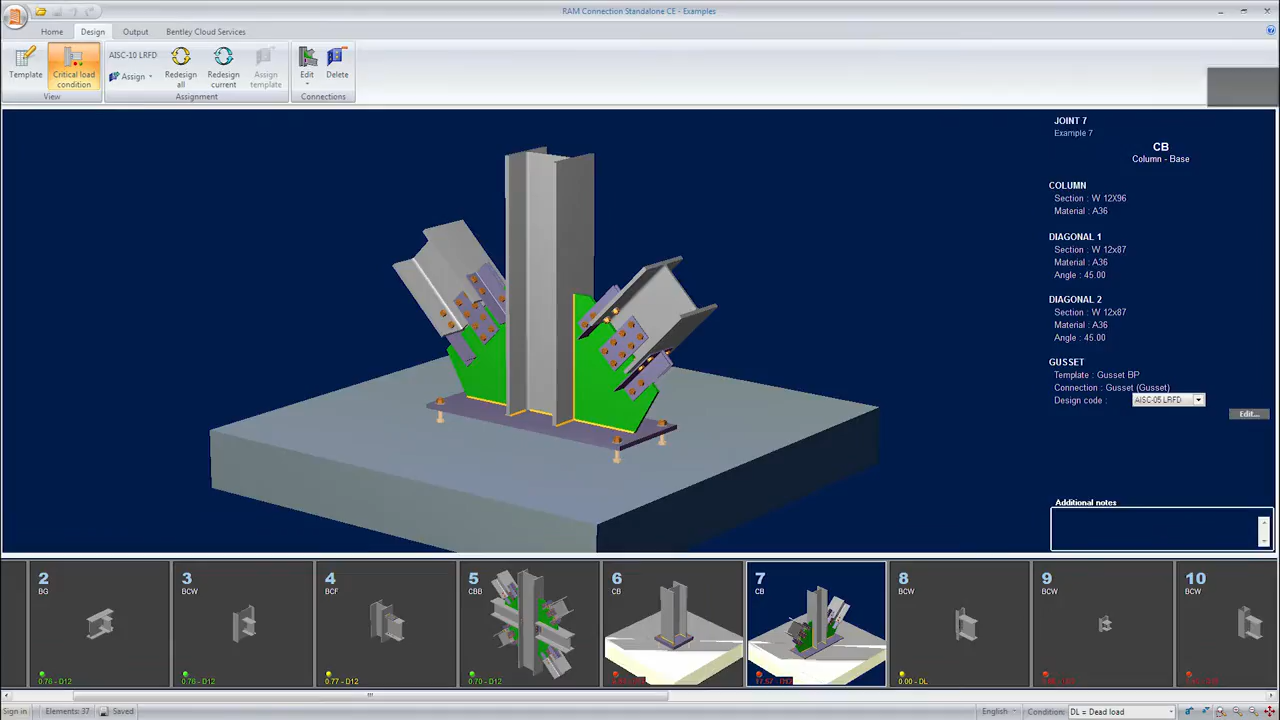 RAM Connection Standalone CE - Examples
Home Design Output Bentley Cloud Services
Template
Critical load condition
View
AISC-10 LRFD
Assign
Redesign all
Redesign current
Assign template
Assignment
Edit
Delete
Connections
JOINT 7
Example 7
CB
Column - Base
COLUMN
Section : W 12X96
Material : A36
DIAGONAL 1
Section : W 12x87
Material : A36
Angle : 45.00
DIAGONAL 2
Section : W 12x87
Material : A36
Angle : 45.00
GUSSET
Template : Gusset BP
Connection : Gusset (Gusset)
Design code : AISC-05 LRFD
Edit...
Additional notes
2
BG
0.76 - D12
3
BCW
0.76 - D12
4
BCF
0.77 - D12
5
CBB
0.70 - D12
6
CB
7
CB
8
BCW
0.00 - DL
9
BCW
10
BCW
Sign in Elements: 37 Saved English Condition: DL = Dead load